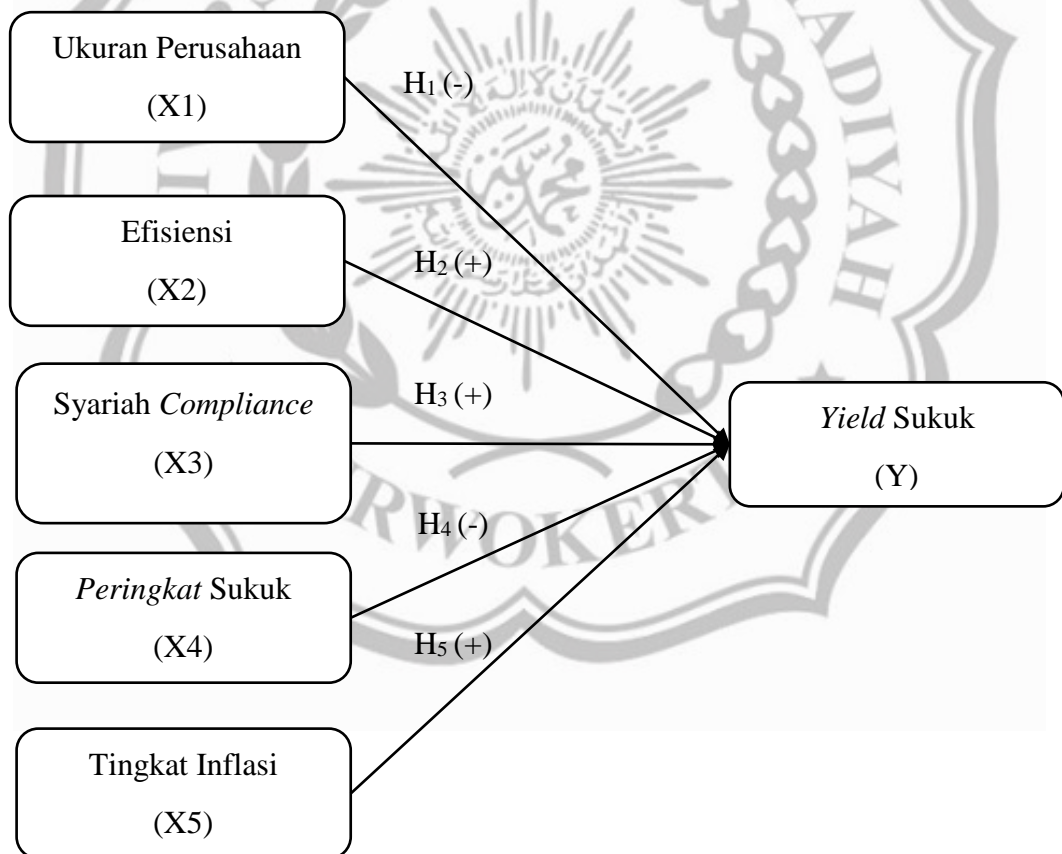 Ukuran Perusahaan
(X1)
H1 (-)
Efisiensi
(X2)
H2 (+)
Syariah Compliance
(X3)
H3 (+)
Yield Sukuk
(Y)
Peringkat Sukuk
(X4)
H4 (-)
Tingkat Inflasi
(X5)
H5 (+)